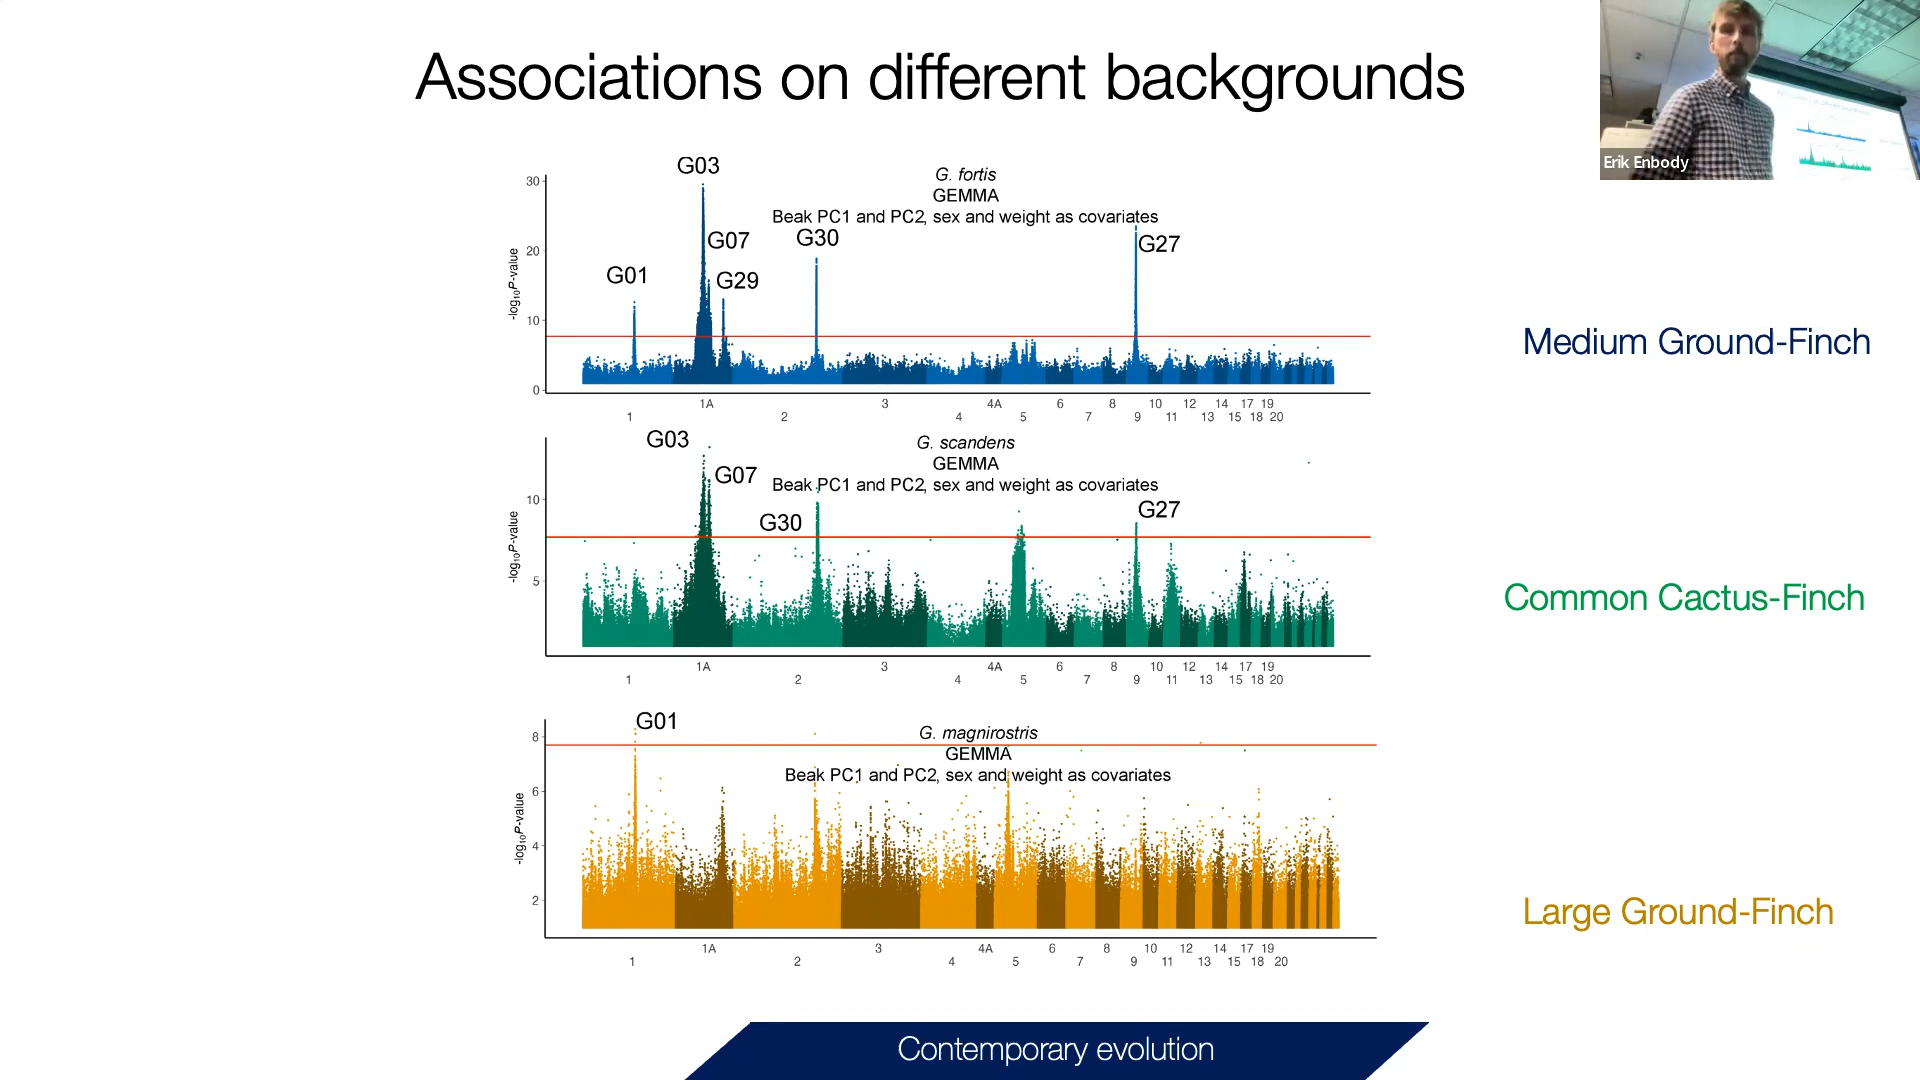 Associations on different backgrounds
Erik Enbody
G03
G. fortis
GEMMA
Beak PC1 and PC2, sex and weight as covariates
G07
G30
G27
G01
G29
-log10P-value
30
20
10
0
1A 3 4A 6 8 10 12 14 17 19
1 2 4 5 7 9 11 13 15 18 20
Medium Ground-Finch
G03
G. scandens
GEMMA
Beak PC1 and PC2, sex and weight as covariates
G07
G30
G27
-log10P-value
10
5
1A 3 4A 6 8 10 12 14 17 19
1 2 4 5 7 9 11 13 15 18 20
Common Cactus-Finch
G01
G. magnirostris
GEMMA
Beak PC1 and PC2, sex and weight as covariates
-log10P-value
8
6
4
2
1A 3 4A 6 8 10 12 14 17 19
1 2 4 5 7 9 11 13 15 18 20
Large Ground-Finch
Contemporary evolution